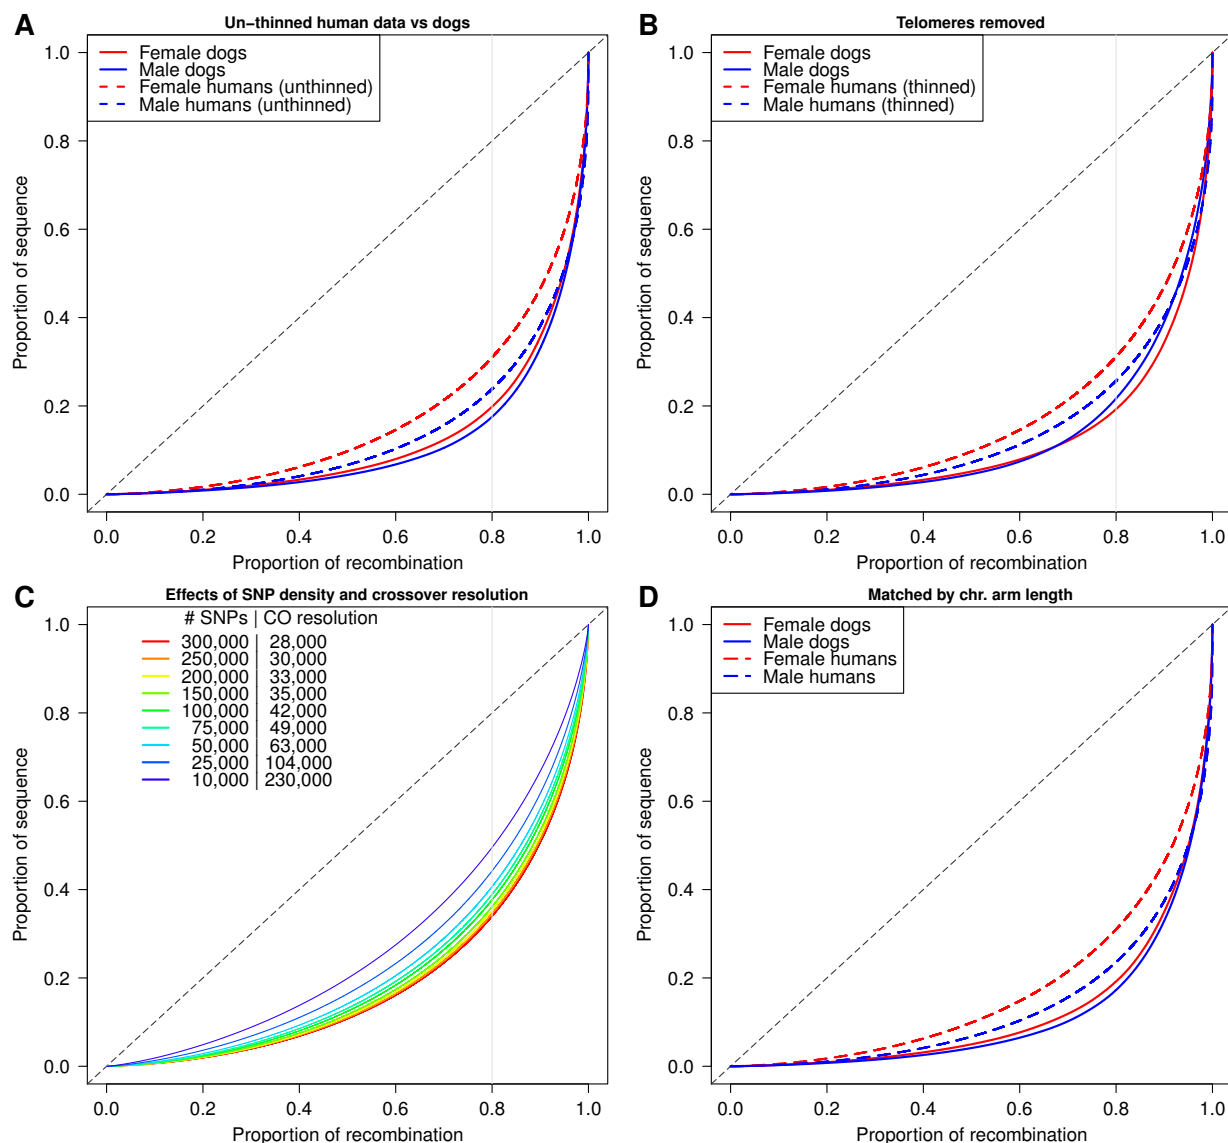 A
Un−thinned human data vs dogs
Female dogs
Male dogs
Female humans (unthinned)
Male humans (unthinned)
Proportion of sequence
1.0
0.8
0.6
0.4
0.2
0.0
0.0 0.2 0.4 0.6 0.8 1.0
Proportion of recombination
B
Telomeres removed
Female dogs
Male dogs
Female humans (thinned)
Male humans (thinned)
Proportion of sequence
1.0
0.8
0.6
0.4
0.2
0.0
0.0 0.2 0.4 0.6 0.8 1.0
Proportion of recombination
C
Effects of SNP density and crossover resolution
# SNPs | CO resolution
300,000 | 28,000
250,000 | 30,000
200,000 | 33,000
150,000 | 35,000
100,000 | 42,000
75,000 | 49,000
50,000 | 63,000
25,000 | 104,000
10,000 | 230,000
Proportion of sequence
1.0
0.8
0.6
0.4
0.2
0.0
0.0 0.2 0.4 0.6 0.8 1.0
Proportion of recombination
D
Matched by chr. arm length
Female dogs
Male dogs
Female humans
Male humans
Proportion of sequence
1.0
0.8
0.6
0.4
0.2
0.0
0.0 0.2 0.4 0.6 0.8 1.0
Proportion of recombination